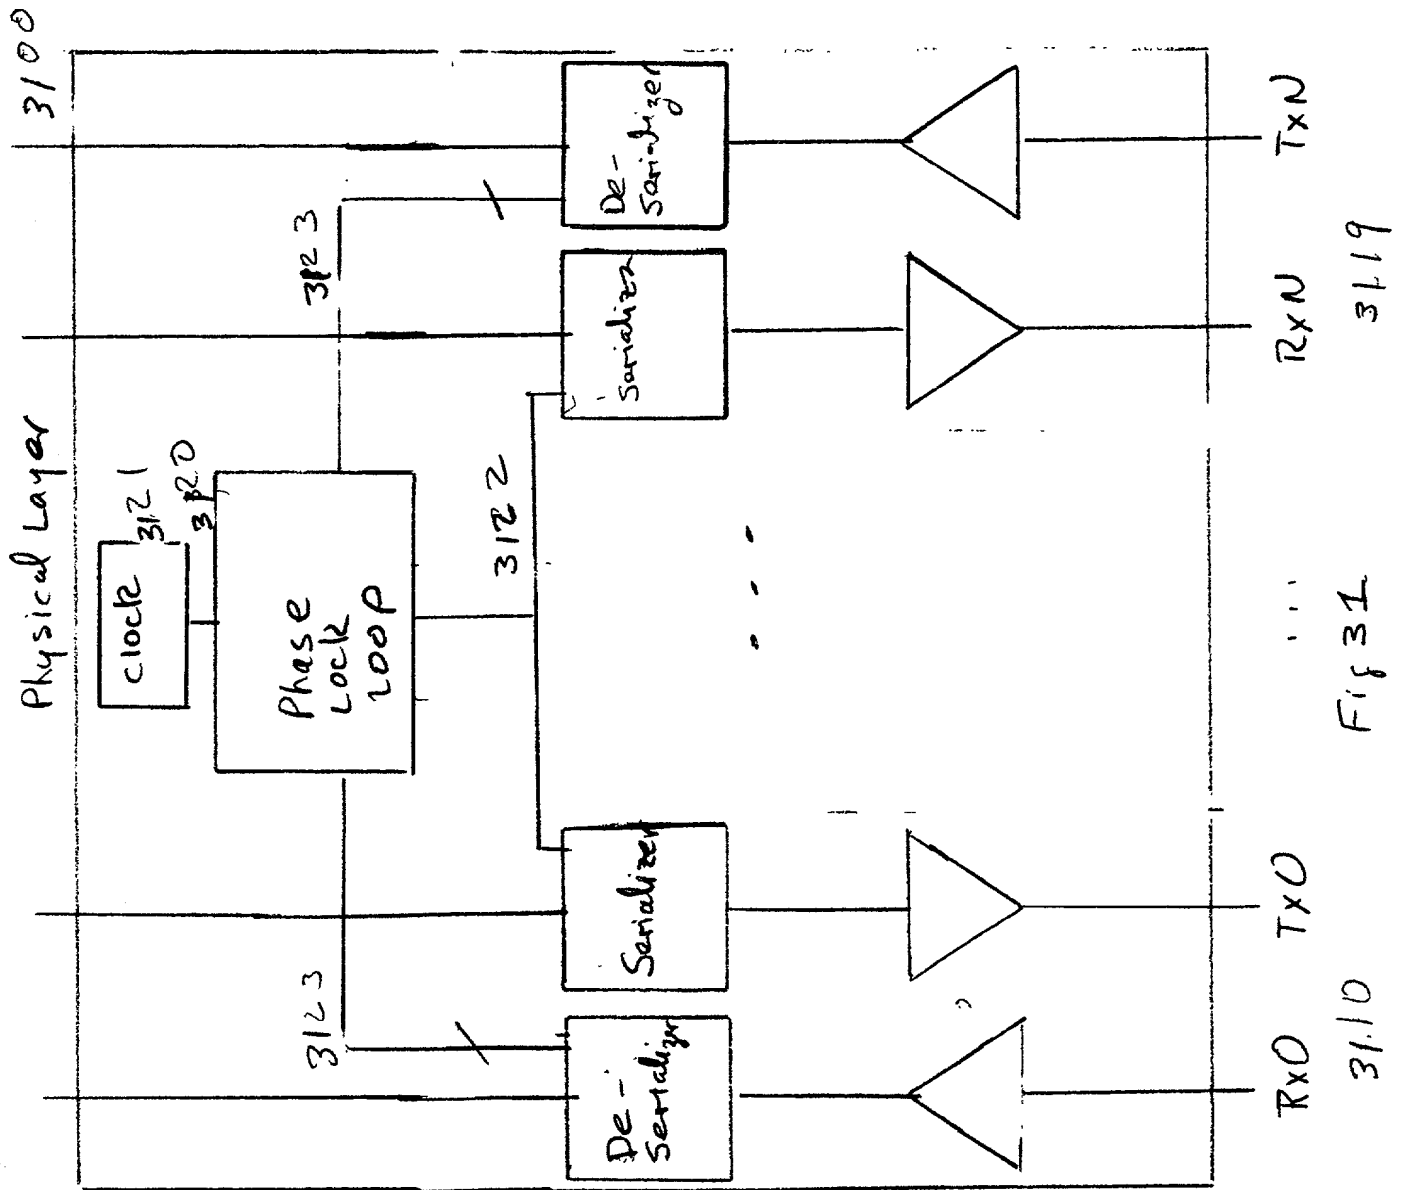 Physical Layer
3100
clock
3121
3120
Phase
Lock
Loop
3123
3123
3122
De-
Serializer
Serializer
Serializer
De-
Serializer
...
RxO
TxO
...
RxN
TxN
3110
3119
Fig 31